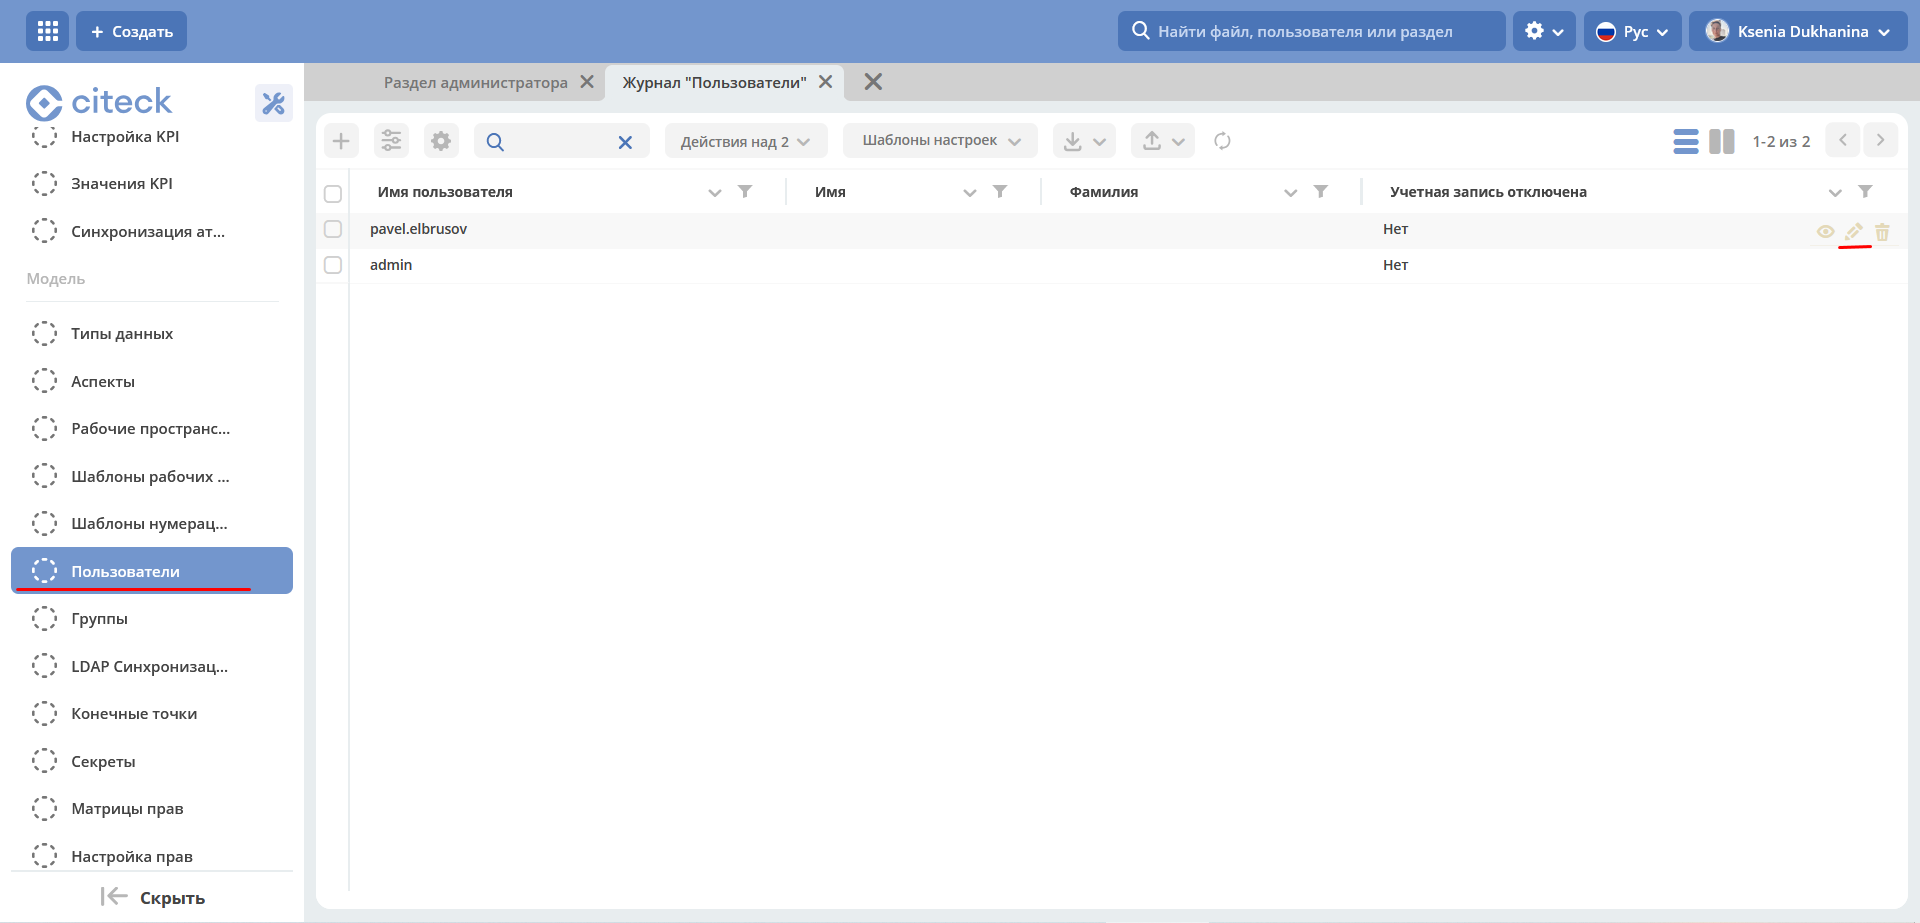 + Создать
Найти файл, пользователя или раздел
Рус
Ksenia Dukhanina
citeck
Раздел администратора
Журнал "Пользователи"
Настройка KPI
Значения KPI
Синхронизация ат...
Модель
Типы данных
Аспекты
Рабочие пространс...
Шаблоны рабочих ...
Шаблоны нумерац...
Пользователи
Группы
LDAP Синхронизац...
Конечные точки
Секреты
Матрицы прав
Настройка прав
Скрыть
Действия над 2
Шаблоны настроек
1-2 из 2
Имя пользователя
Имя
Фамилия
Учетная запись отключена
pavel.elbrusov
Нет
admin
Нет